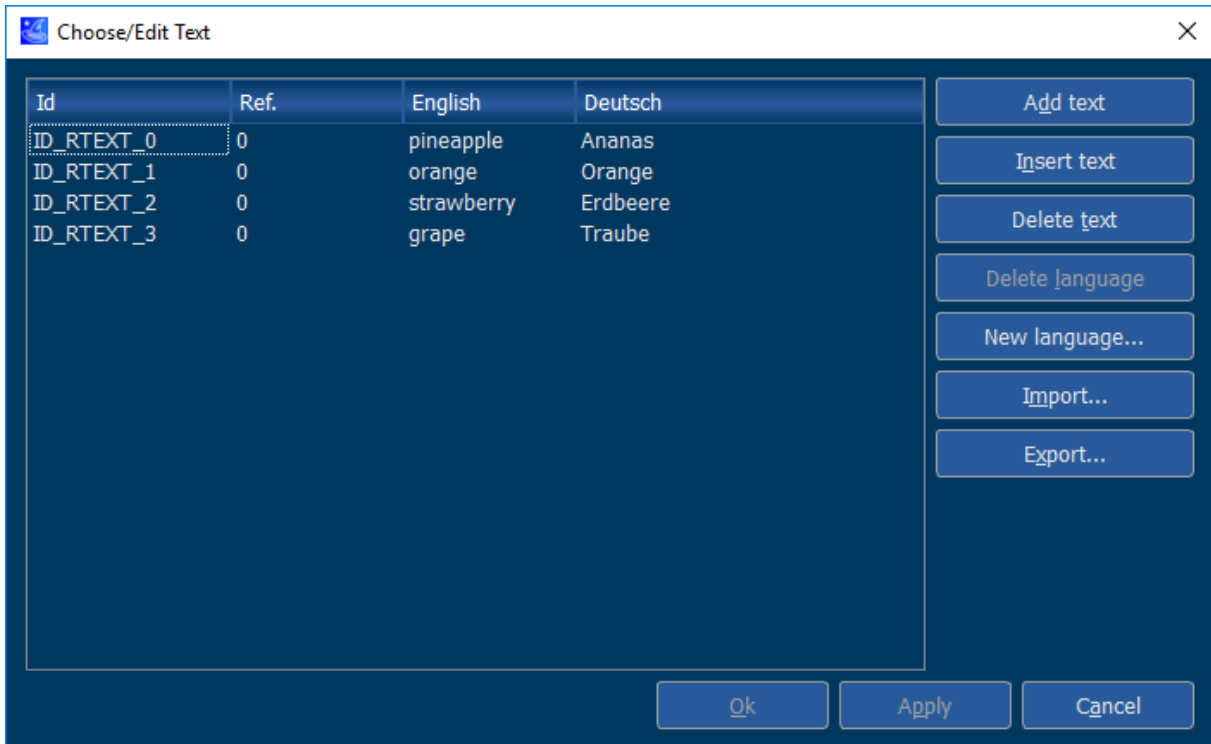 Choose/Edit Text
Id Ref. English Deutsch
ID_RTEXT_0 0 pineapple Ananas
ID_RTEXT_1 0 orange Orange
ID_RTEXT_2 0 strawberry Erdbeere
ID_RTEXT_3 0 grape Traube
Add text
Insert text
Delete text
Delete language
New language...
Import...
Export...
Ok Apply Cancel